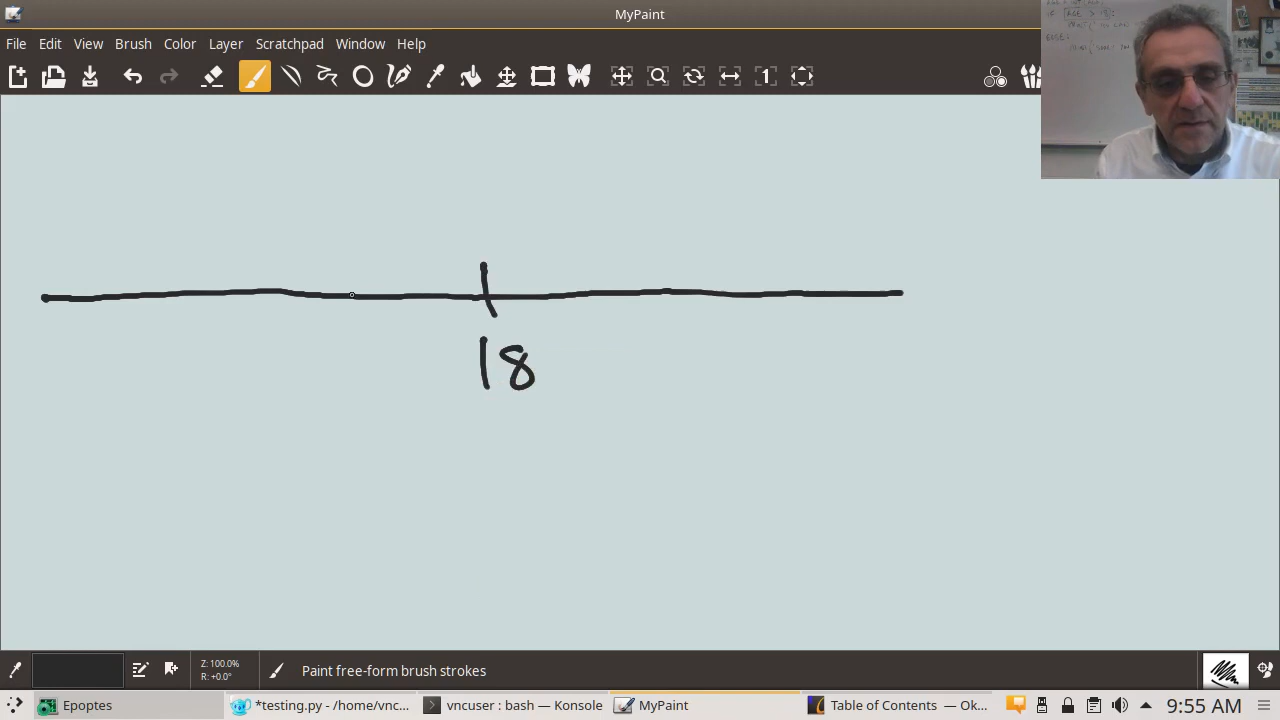 MyPaint
File Edit View Brush Color Layer Scratchpad Window Help
18
Z: 100.0%
R: +0.0°
Paint free-form brush strokes
Epoptes
*testing.py - /home/vnc...
vncuser : bash — Konsole
MyPaint
Table of Contents — Ok...
9:55 AM